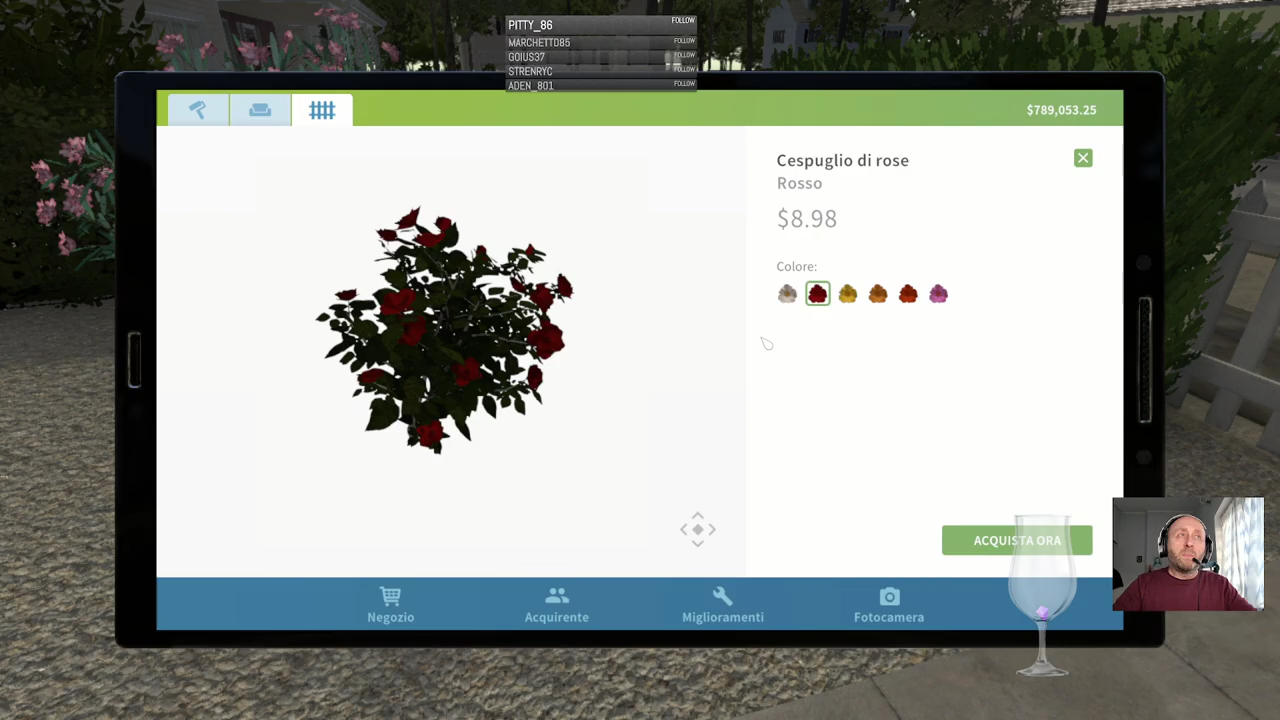 PITTY_86 FOLLOW
MARCHETTO85 FOLLOW
GOIUS37 FOLLOW
STRENRYC FOLLOW
ADEN_801 FOLLOW
$789,053.25
Cespuglio di rose
Rosso
$8.98
Colore:
ACQUISTA ORA
Negozio
Acquirente
Miglioramenti
Fotocamera